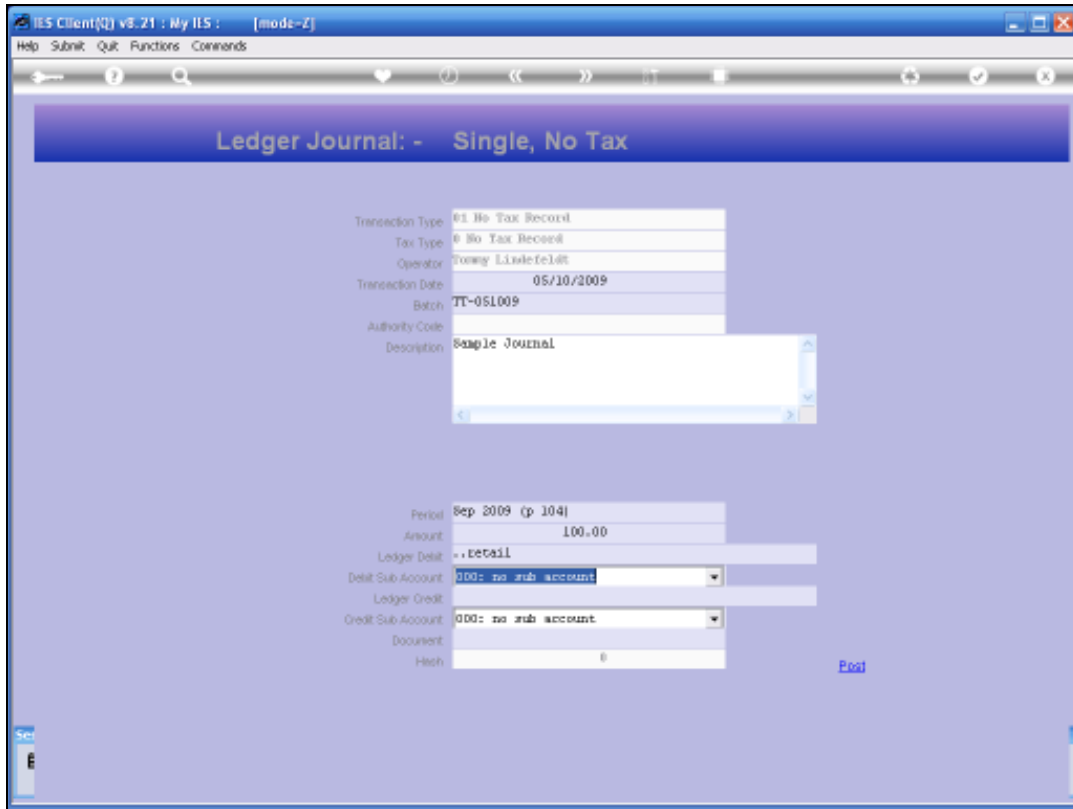 IES Client(Q) v8.21 : My IES :      [mode=Z]
Help  Submit  Quit  Functions  Commands
Ledger Journal: -    Single, No Tax
Transaction Type 01 No Tax Record
Tax Type 0 No Tax Record
Operator Tommy Lindefeldt
Transaction Date 05/10/2009
Batch TT-051009
Authority Code
Description Sample Journal
Period Sep 2009 (p 104)
Amount 100.00
Ledger Debit ..retail
Debit Sub Account 000: no sub account
Ledger Credit
Credit Sub Account 000: no sub account
Document
Hash 0
Post